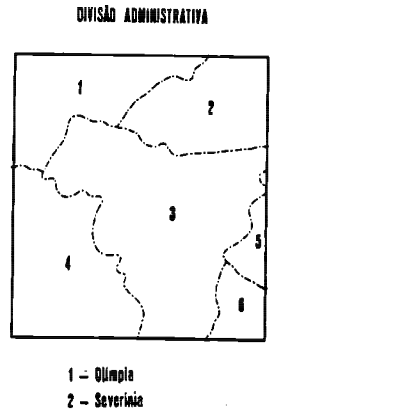 DIVISÃO ADMINISTRATIVA
1
2
3
4
5
6
1 – Olímpia
2 – Severínia